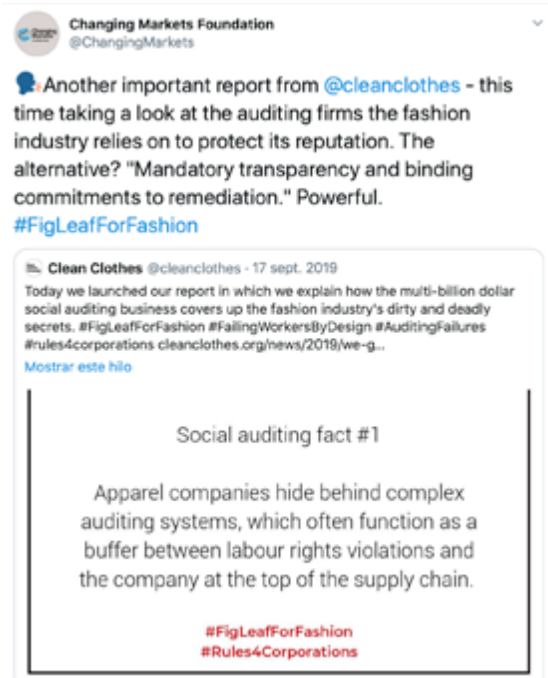 Changing Markets Foundation
@ChangingMarkets
Another important report from @cleanclothes - this
time taking a look at the auditing firms the fashion
industry relies on to protect its reputation. The
alternative? "Mandatory transparency and binding
commitments to remediation." Powerful.
#FigLeafForFashion
Clean Clothes @cleanclothes · 17 sept. 2019
Today we launched our report in which we explain how the multi-billion dollar
social auditing business covers up the fashion industry's dirty and deadly
secrets. #FigLeafForFashion #FailingWorkersByDesign #AuditingFailures
#rules4corporations cleanclothes.org/news/2019/we-g...
Mostrar este hilo
Social auditing fact #1
Apparel companies hide behind complex
auditing systems, which often function as a
buffer between labour rights violations and
the company at the top of the supply chain.
#FigLeafForFashion
#Rules4Corporations